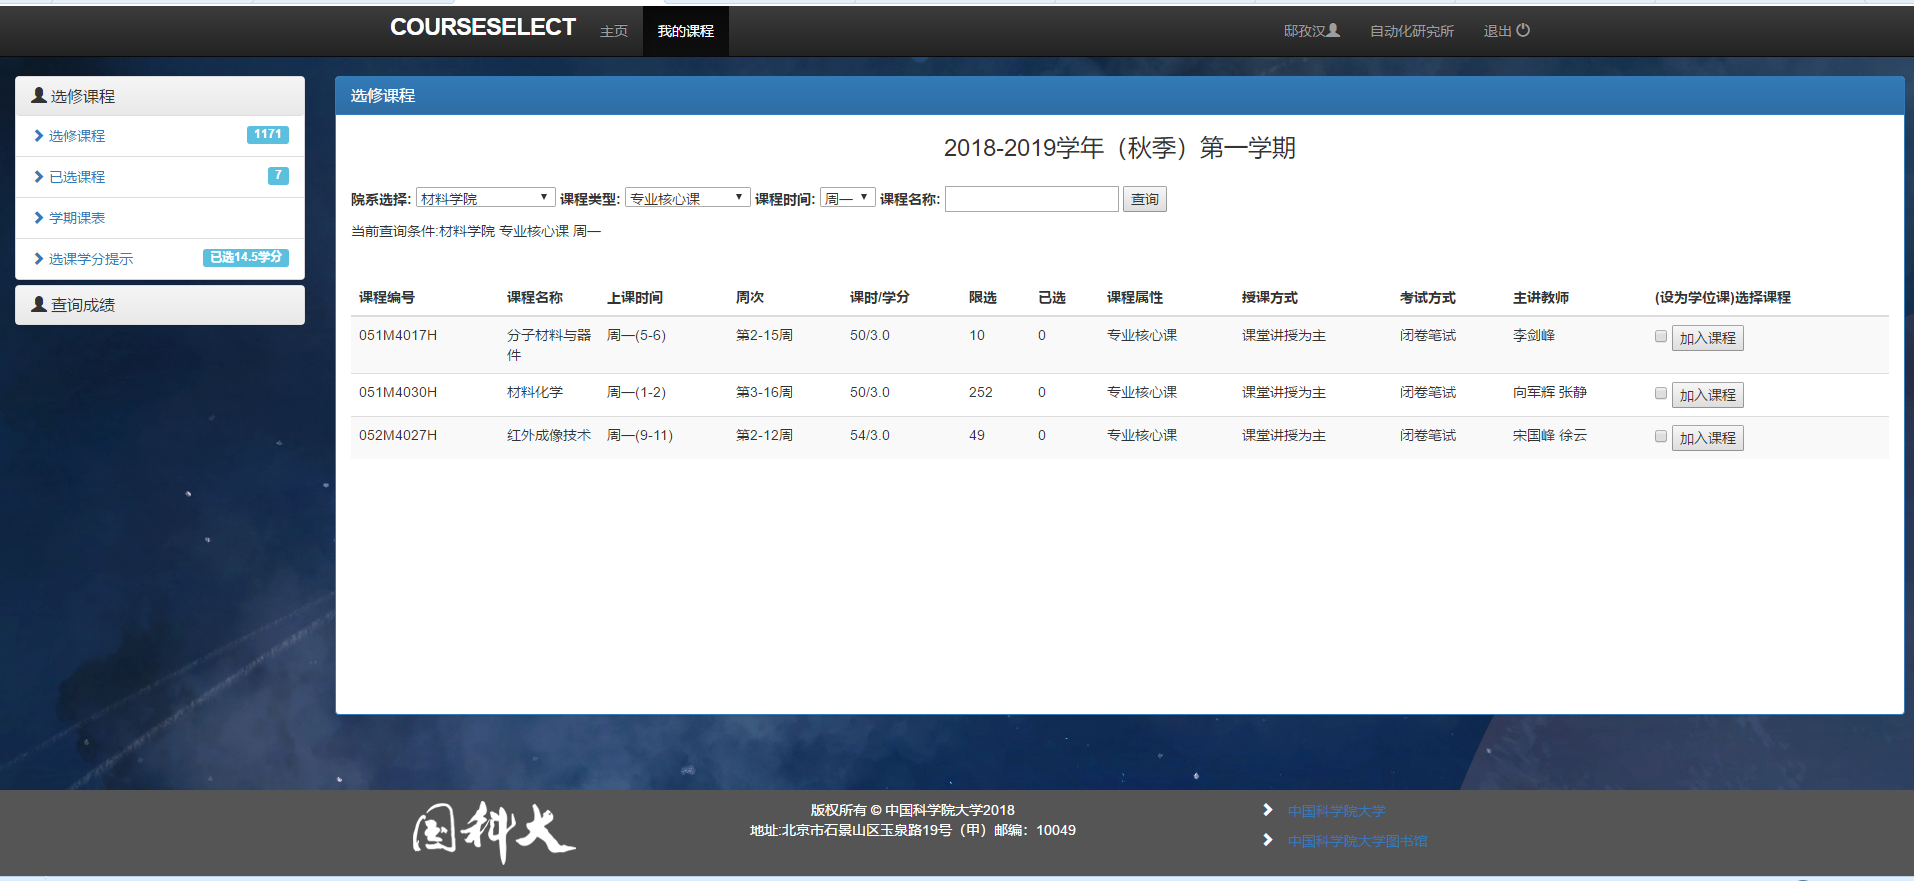 COURSESELECT 主页 我的课程 邸孜汉 自动化研究所 退出
选修课程
选修课程 1171
已选课程 7
学期课表
选课学分提示 已选14.5学分
查询成绩
选修课程
2018-2019学年（秋季）第一学期
院系选择: 材料学院 课程类型: 专业核心课 课程时间: 周一 课程名称: 查询
当前查询条件:材料学院 专业核心课 周一
课程编号 课程名称 上课时间 周次 课时/学分 限选 已选 课程属性 授课方式 考试方式 主讲教师 (设为学位课)选择课程
051M4017H 分子材料与器件 周一(5-6) 第2-15周 50/3.0 10 0 专业核心课 课堂讲授为主 闭卷笔试 李剑峰 加入课程
051M4030H 材料化学 周一(1-2) 第3-16周 50/3.0 252 0 专业核心课 课堂讲授为主 闭卷笔试 向军辉 张静 加入课程
052M4027H 红外成像技术 周一(9-11) 第2-12周 54/3.0 49 0 专业核心课 课堂讲授为主 闭卷笔试 宋国峰 徐云 加入课程
国科大
版权所有 © 中国科学院大学2018
地址:北京市石景山区玉泉路19号（甲）邮编：10049
中国科学院大学
中国科学院大学图书馆